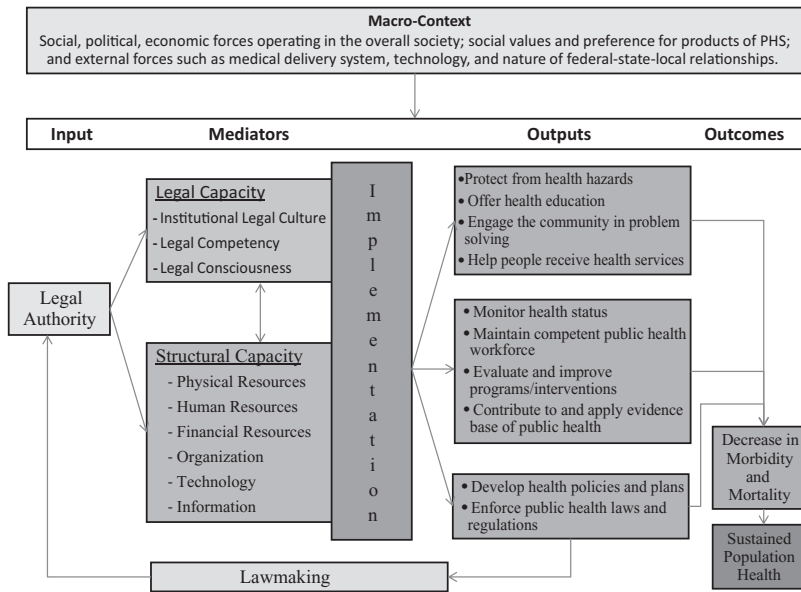 Macro-Context
Social, political, economic forces operating in the overall society; social values and preference for products of PHS;
and external forces such as medical delivery system, technology, and nature of federal-state-local relationships.
Input Mediators Outputs Outcomes
Legal
Authority
Legal Capacity
- Institutional Legal Culture
- Legal Competency
- Legal Consciousness
Structural Capacity
- Physical Resources
- Human Resources
- Financial Resources
- Organization
- Technology
- Information
I
m
p
l
e
m
e
n
t
a
t
i
o
n
•Protect from health hazards
• Offer health education
• Engage the community in problem
solving
• Help people receive health services
• Monitor health status
• Maintain competent public health
workforce
• Evaluate and improve
programs/interventions
• Contribute to and apply evidence
base of public health
• Develop health policies and plans
• Enforce public health laws and
regulations
Decrease in
Morbidity
and
Mortality
Sustained
Population
Health
Lawmaking